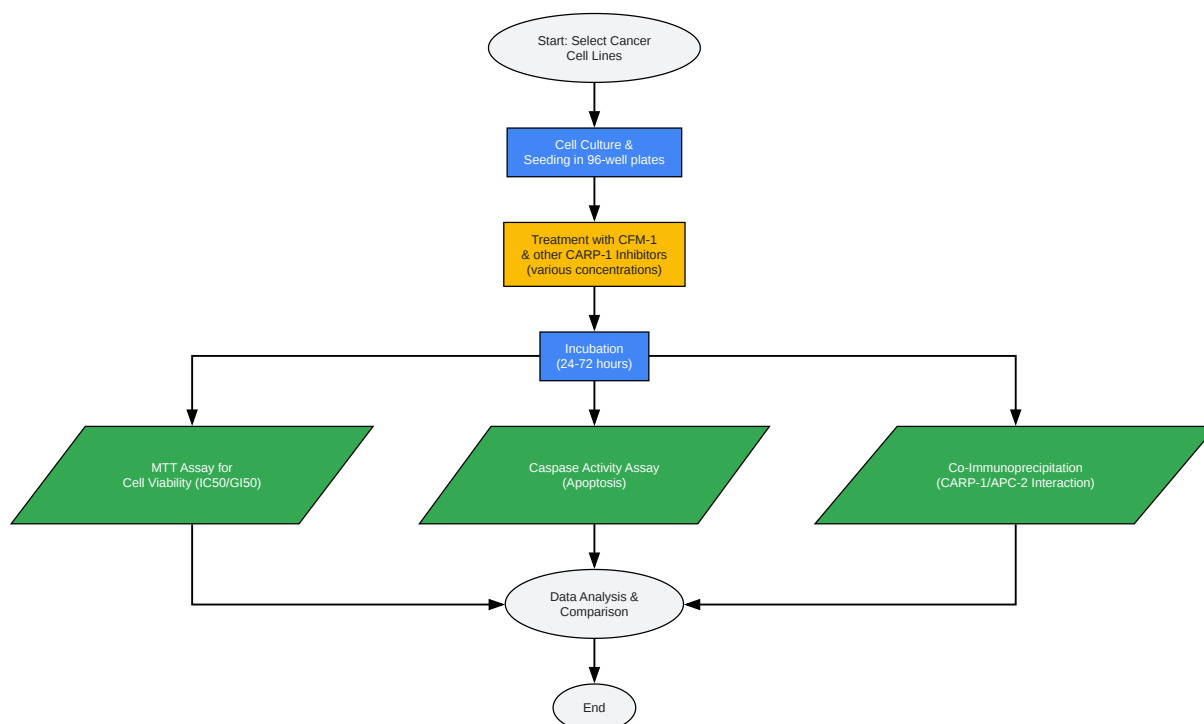 Start: Select Cancer
Cell Lines
Cell Culture &
Seeding in 96-well plates
Treatment with CFM-1
& other CARP-1 Inhibitors
(various concentrations)
Incubation
(24-72 hours)
MTT Assay for
Cell Viability (IC50/GI50)
Caspase Activity Assay
(Apoptosis)
Co-Immunoprecipitation
(CARP-1/APC-2 Interaction)
Data Analysis &
Comparison
End